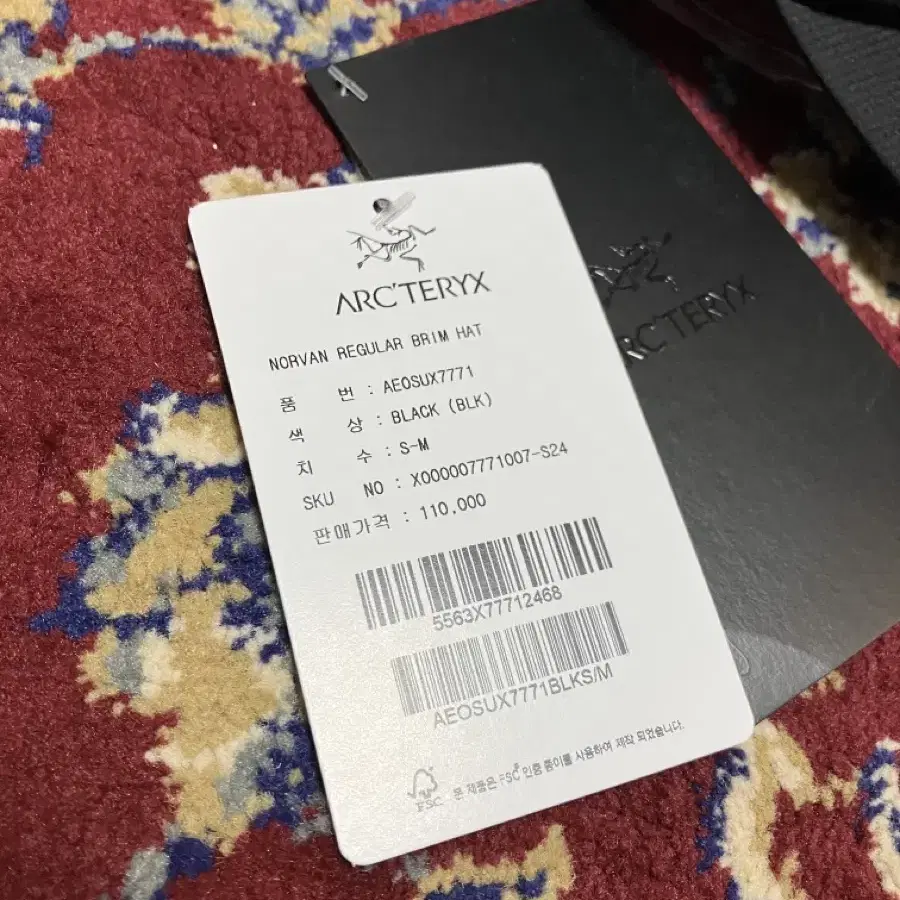 ARC'TERYX
NORVAN REGULAR BRIM HAT
품 번 : AEOSUX7771
색 상 : BLACK (BLK)
치 수 : S-M
SKU NO : X000007771007-S24
판매가격 : 110,000
5563X77712468
AEOSUX7771BLKS/M
FSC 본 제품은 FSC® 인증 종이를 사용하여 제작 되었습니다.
ARC'TERYX